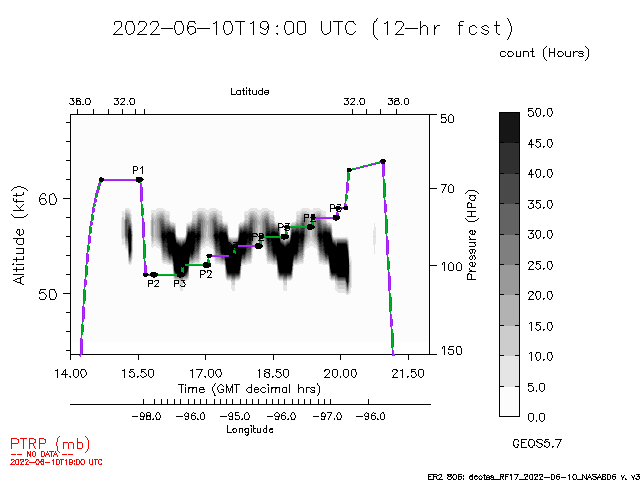 2022-06-10T19:00 UTC (12-hr fcst)
count (Hours)
Latitude
38.0 32.0 32.0 38.0
50.0
45.0
40.0
35.0
30.0
25.0
20.0
15.0
10.0
5.0
0.0
Altitude (kft)
60
50
Pressure (HPa)
50
70
100
150
P1
P2 P3 P2 P2 P3 P2 P3
14.00 15.50 17.00 18.50 20.00 21.50
Time (GMT decimal hrs)
-98.0 -96.0 -95.0 -96.0 -97.0 -96.0
Longitude
GEOS5.7
PTRP (mb)
-- NO DATA --
2022-06-10T19:00 UTC
ER2 806: dcotss_RF17_2022-06-10_NASA806 v. v3